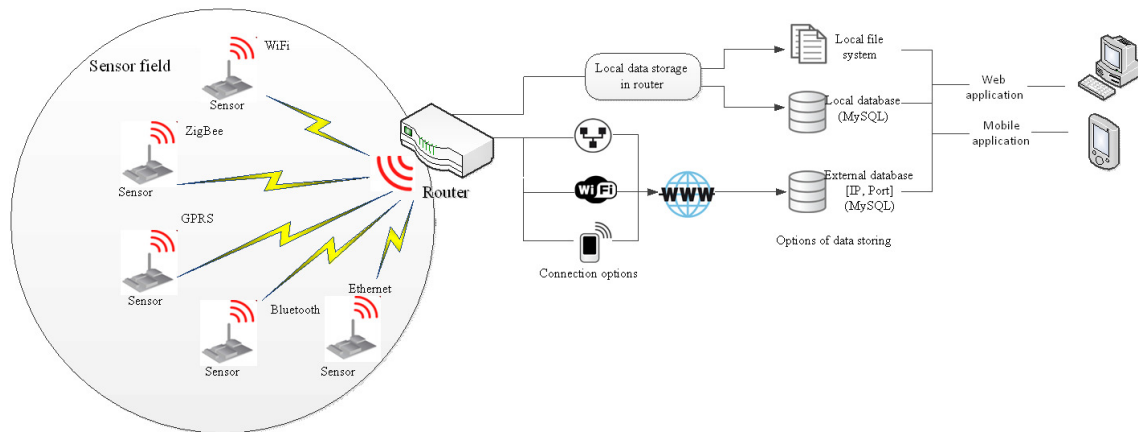 WiFi
Sensor field
Sensor
ZigBee
Sensor
GPRS
Sensor
Bluetooth
Sensor
Ethernet
Sensor
Router
Local data storage
in router
WiFi
WWW
Connection options
Local file
system
Local database
(MySQL)
External database
[IP, Port]
(MySQL)
Options of data storing
Web
application
Mobile
application